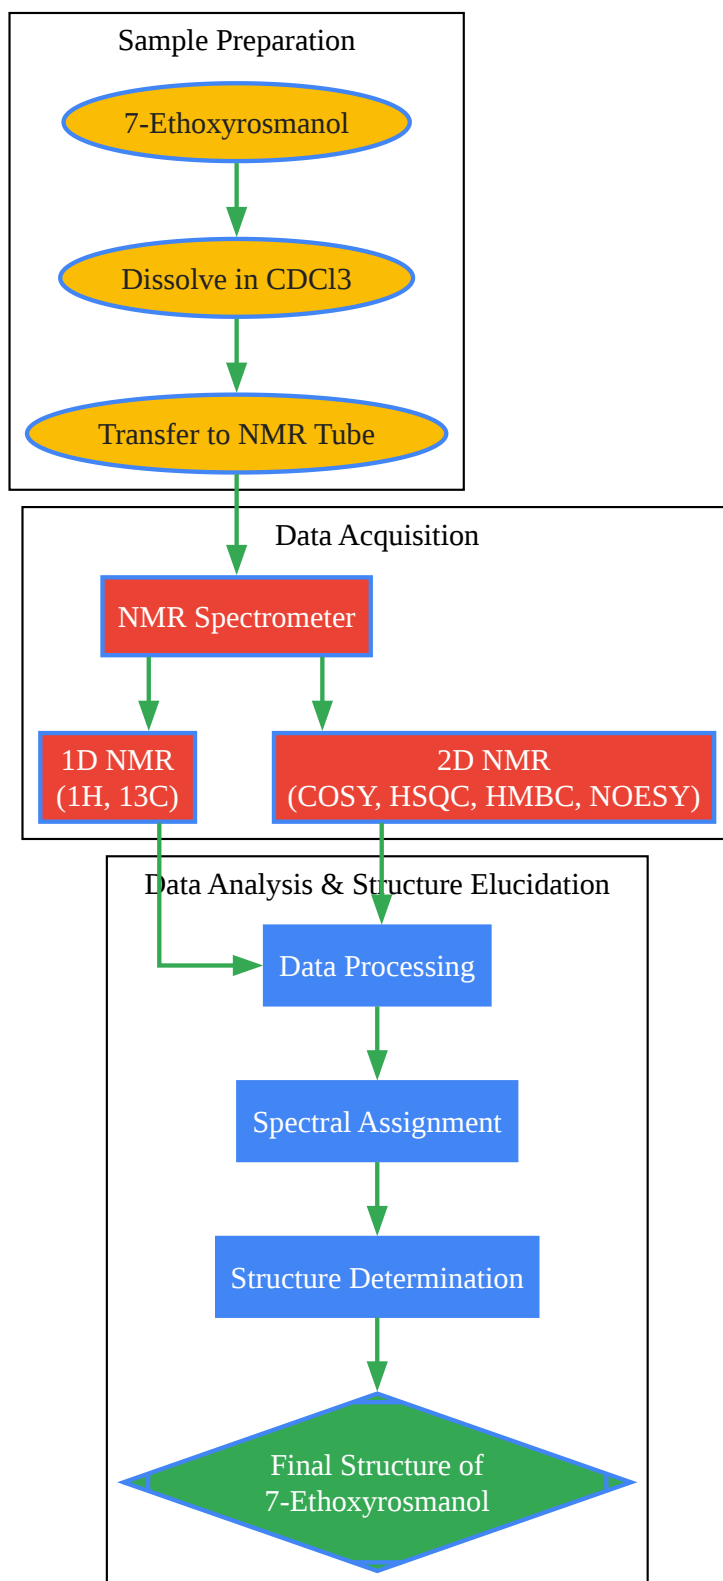 Sample Preparation
7-Ethoxyrosmanol
Dissolve in CDCl3
Transfer to NMR Tube
Data Acquisition
NMR Spectrometer
1D NMR
(1H, 13C)
2D NMR
(COSY, HSQC, HMBC, NOESY)
Data Analysis & Structure Elucidation
Data Processing
Spectral Assignment
Structure Determination
Final Structure of
7-Ethoxyrosmanol